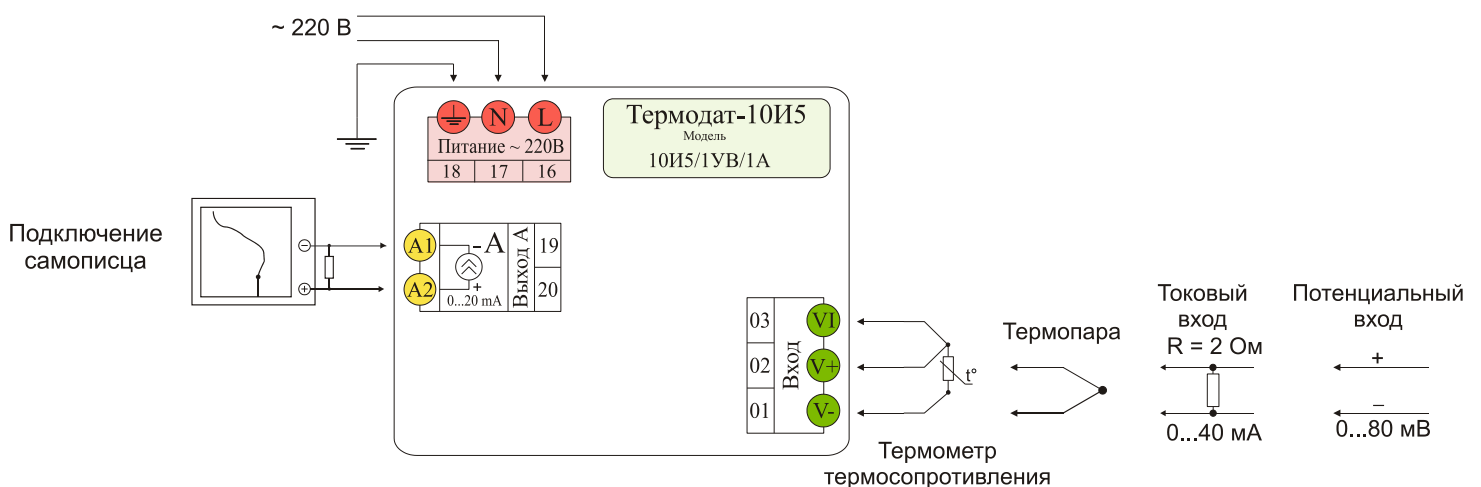 ~ 220 В
N
L
Питание ~ 220В
18
17
16
Термодат-10И5
Модель
10И5/1УВ/1А
Подключение
самописца
A1
- A
A2
+
0...20 mA
Выход А
19
20
03
VI
02
V+
01
V-
Вход
t°
Термометр
термосопротивления
Термопара
Токовый
вход
R = 2 Ом
0...40 мА
Потенциальный
вход
+
–
0...80 мВ